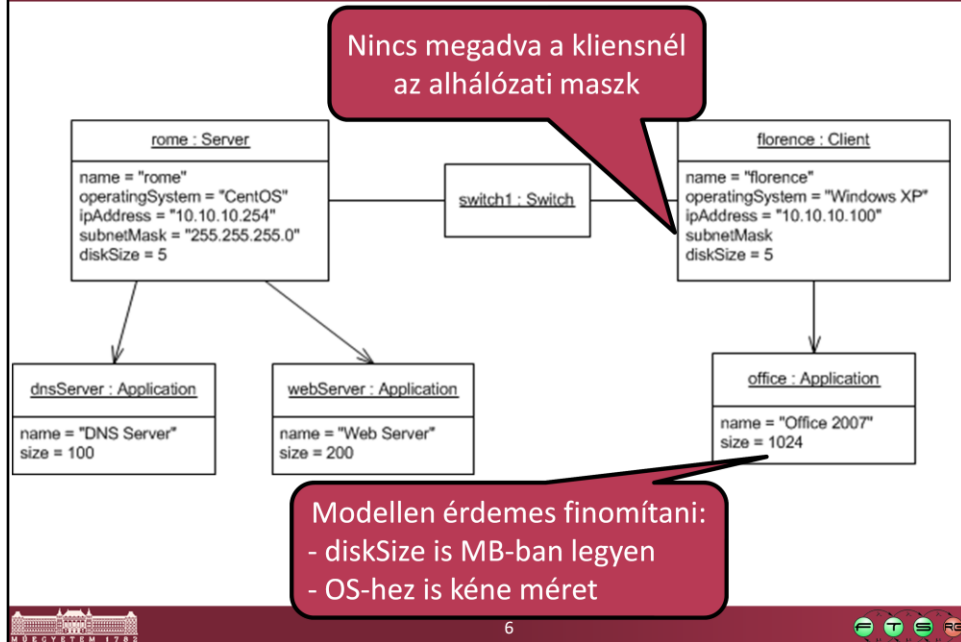 Nincs megadva a kliensnél
az alhálózati maszk
rome : Server
name = "rome"
operatingSystem = "CentOS"
ipAddress = "10.10.10.254"
subnetMask = "255.255.255.0"
diskSize = 5
switch1 : Switch
florence : Client
name = "florence"
operatingSystem = "Windows XP"
ipAddress = "10.10.10.100"
subnetMask
diskSize = 5
dnsServer : Application
name = "DNS Server"
size = 100
webServer : Application
name = "Web Server"
size = 200
office : Application
name = "Office 2007"
size = 1024
Modellen érdemes finomítani:
- diskSize is MB-ban legyen
- OS-hez is kéne méret
MŰEGYETEM 1782
6
F T S RG